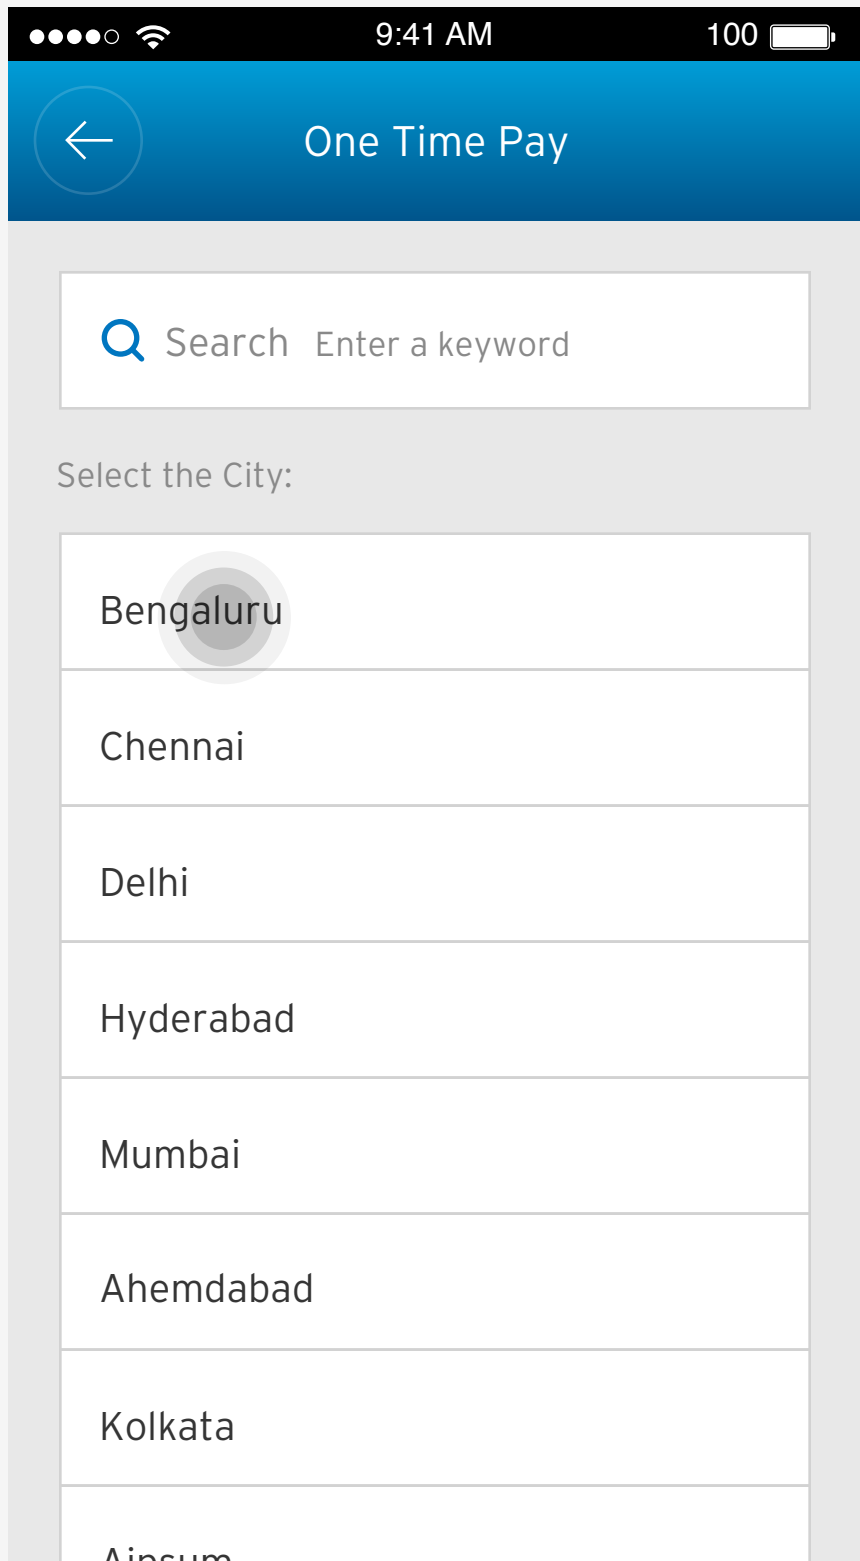 9:41 AM
100
One Time Pay
Search Enter a keyword
Select the City:
Bengaluru
Chennai
Delhi
Hyderabad
Mumbai
Ahemdabad
Kolkata